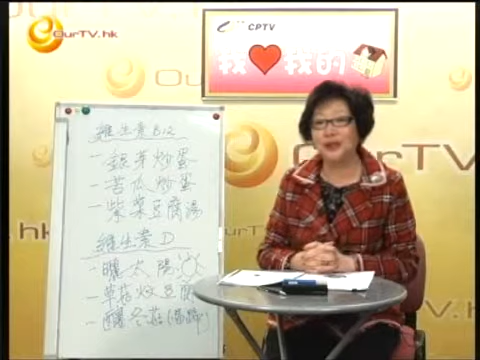 OurTV.hk
CPTV
我❤我的
維生素B12
- 銀芽炒蛋
- 苦瓜炒蛋
- 紫菜豆腐湯
維生素D
- 曬太陽
- 草菇炆豆腐
OurTV
.hk
V.hk